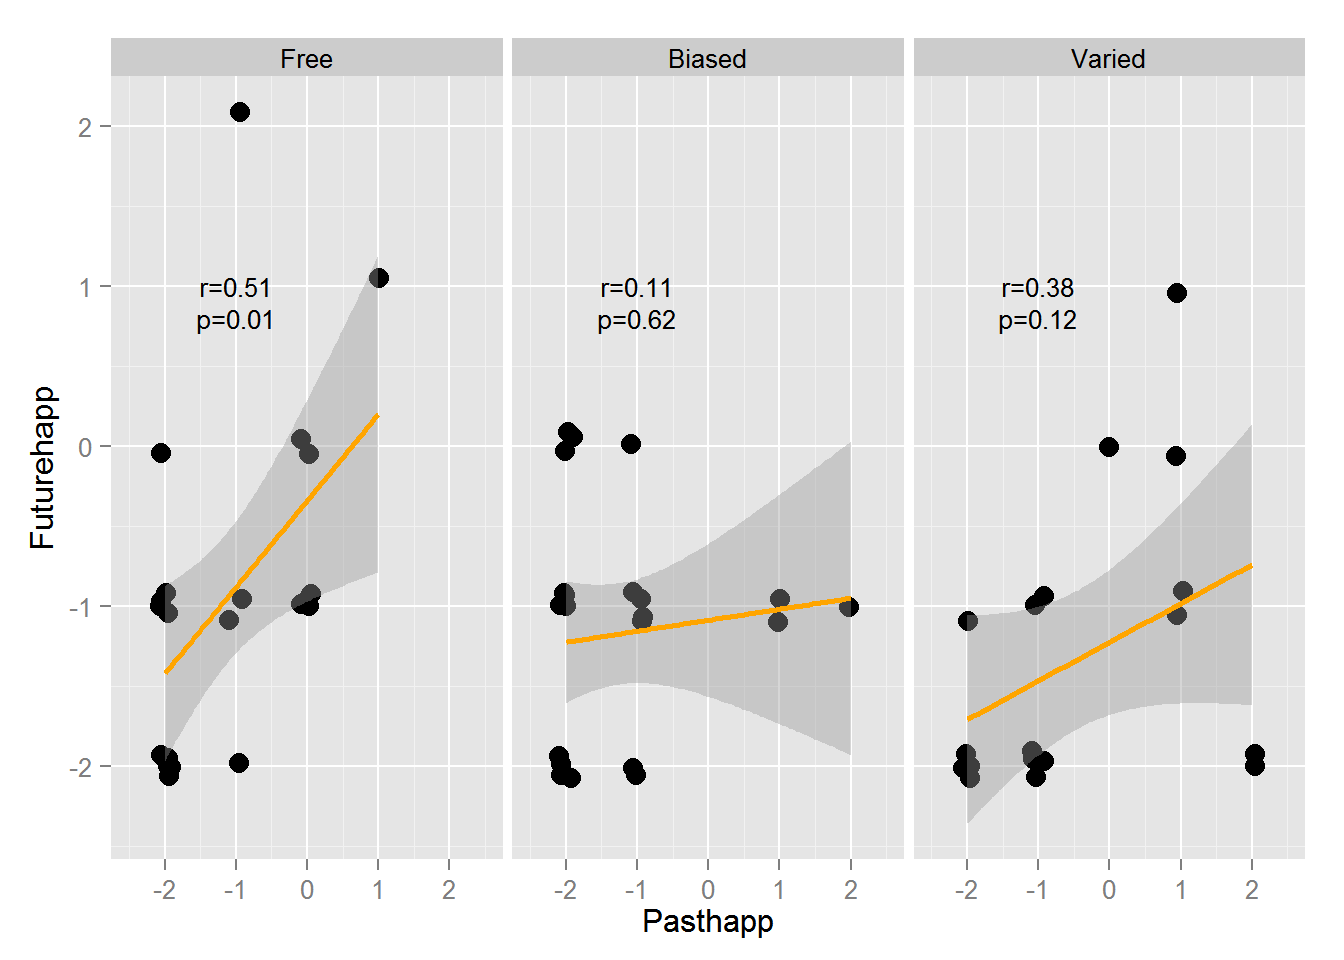 Free Biased Varied
2
1
0
-1
-2
r=0.51 r=0.11 r=0.38
p=0.01 p=0.62 p=0.12
Futurehapp
-2 -1 0 1 2 -2 -1 0 1 2 -2 -1 0 1 2
Pasthapp